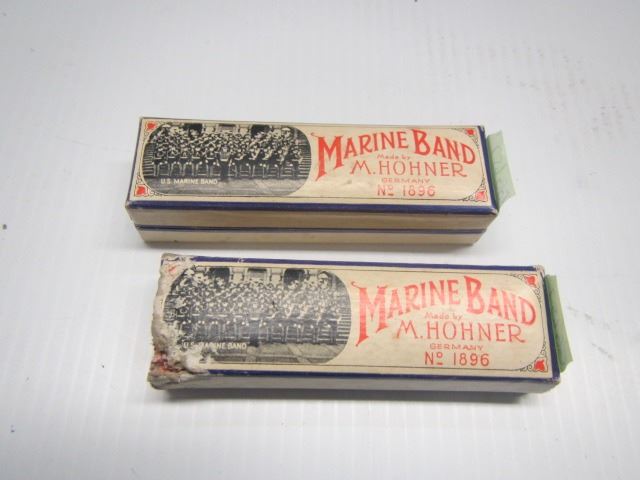 U.S. MARINE BAND
MARINE BAND
Made by
M. HOHNER
GERMANY
No 1896
U.S. MARINE BAND
MARINE BAND
Made by
M. HOHNER
GERMANY
No 1896